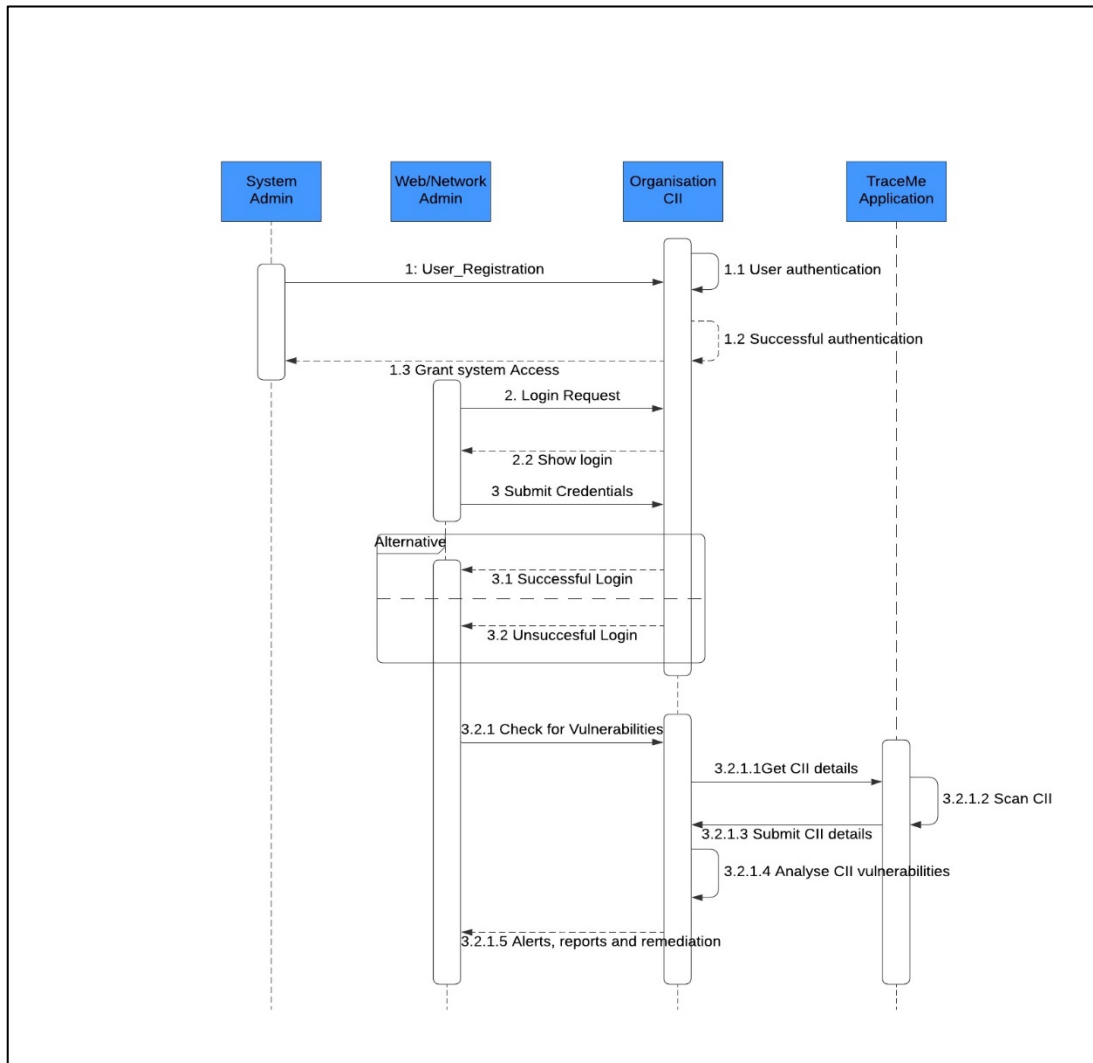 System
Admin
Web/Network
Admin
Organisation
CII
TraceMe
Application
1: User_Registration
1.1 User authentication
1.2 Successful authentication
1.3 Grant system Access
2. Login Request
2.2 Show login
3 Submit Credentials
Alternative
3.1 Successful Login
3.2 Unsuccesful Login
3.2.1 Check for Vulnerabilities
3.2.1.1Get CII details
3.2.1.2 Scan CII
3.2.1.3 Submit CII details
3.2.1.4 Analyse CII vulnerabilities
3.2.1.5 Alerts, reports and remediation